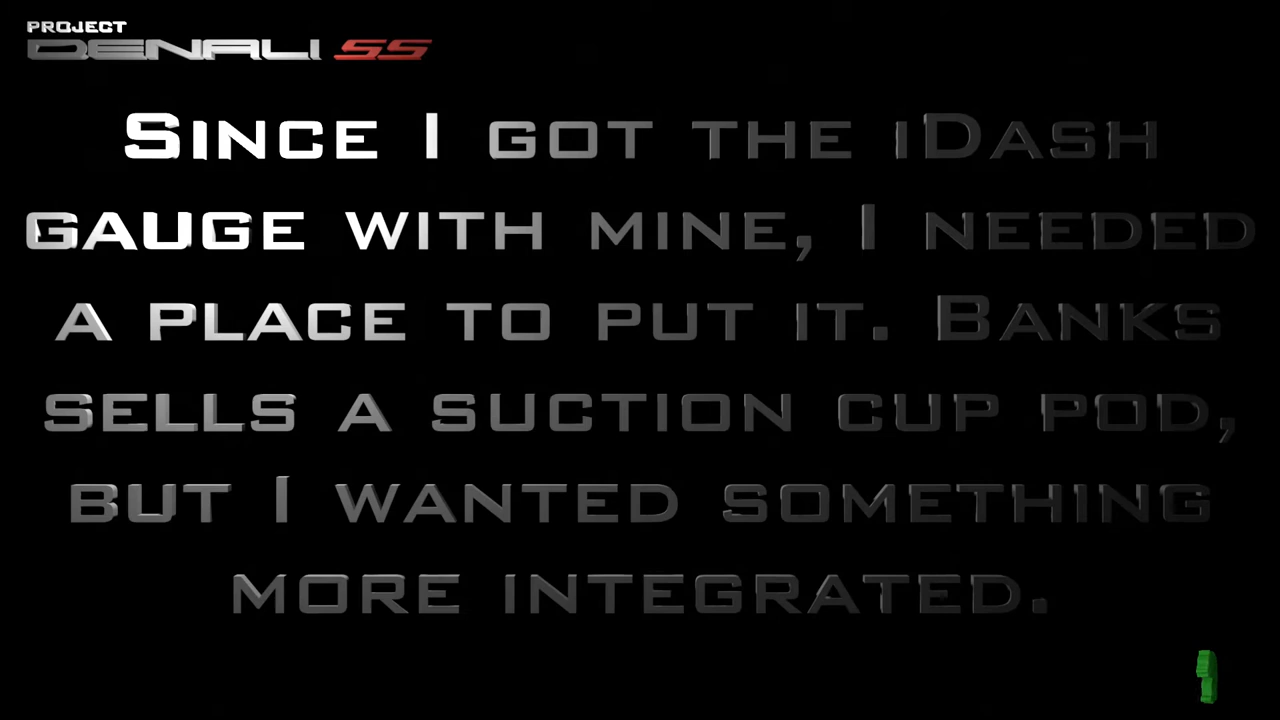 PROJECT
DENALI SS
SINCE I GOT THE iDASH
GAUGE WITH MINE, I NEEDED
A PLACE TO PUT IT. BANKS
SELLS A SUCTION CUP POD,
BUT I WANTED SOMETHING
MORE INTEGRATED.